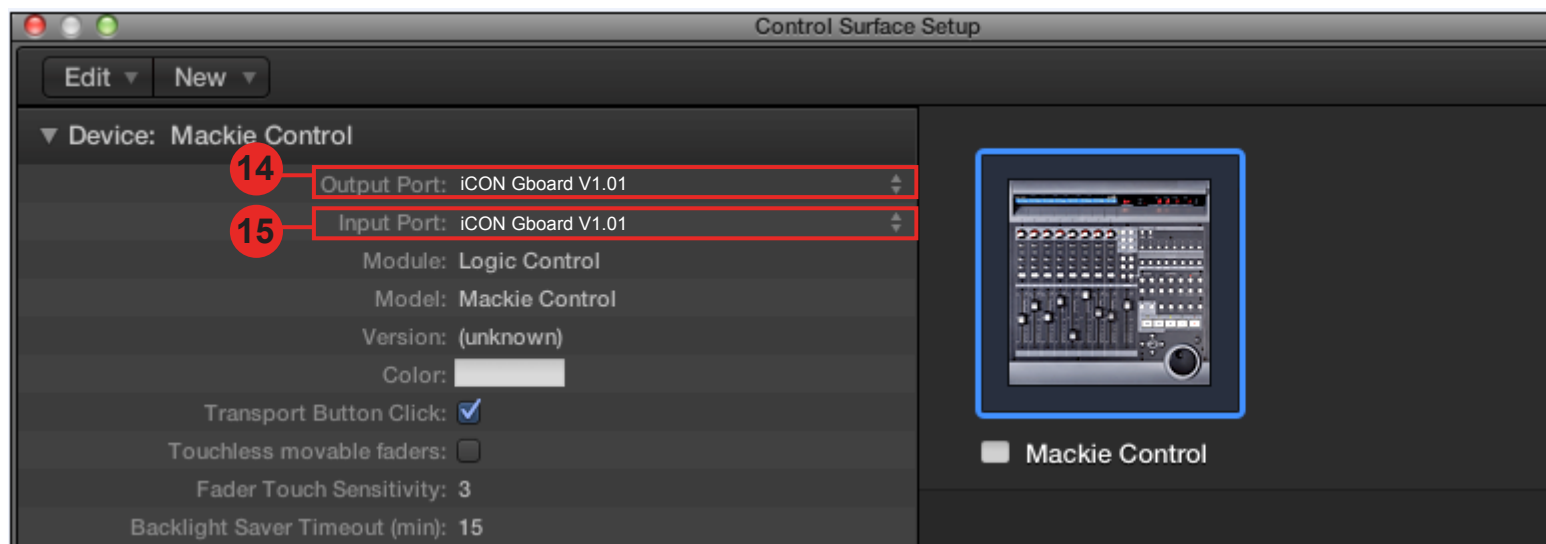 Control Surface Setup
Edit New
Device: Mackie Control
14 Output Port: iCON Gboard V1.01
15 Input Port: iCON Gboard V1.01
Module: Logic Control
Model: Mackie Control
Version: (unknown)
Color:
Transport Button Click:
Touchless movable faders:
Fader Touch Sensitivity: 3
Backlight Saver Timeout (min): 15
Mackie Control